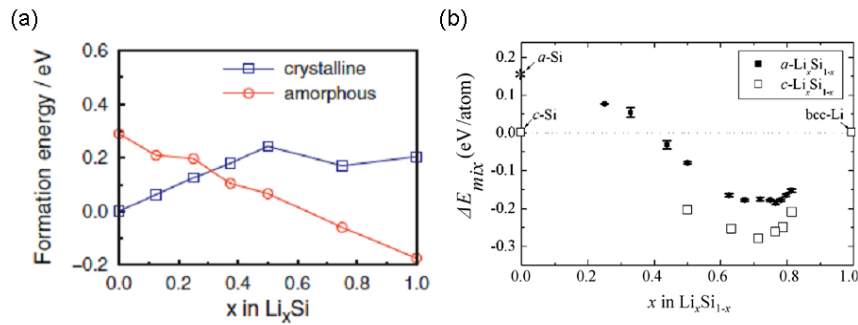 (a)
0.6
0.4
0.2
0.0
−0.2
Formation energy / eV
crystalline
amorphous
0.0 0.2 0.4 0.6 0.8 1.0
x in LiₓSi
(b)
0.2
0.1
0.0
-0.1
-0.2
-0.3
ΔE_mix (eV/atom)
a-Si
c-Si
bcc-Li
a-LiₓSi₁₋ₓ
c-LiₓSi₁₋ₓ
0.0 0.2 0.4 0.6 0.8 1.0
x in LiₓSi₁₋ₓ